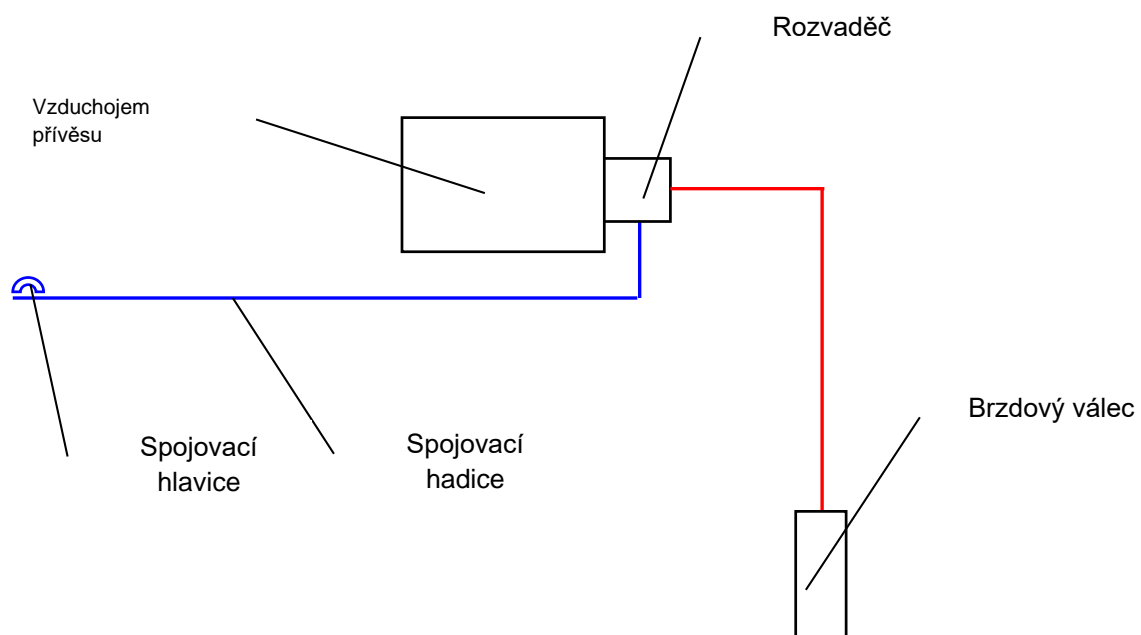 Rozvaděč
Vzduchojem
přívěsu
Brzdový válec
Spojovací
hlavice
Spojovací
hadice